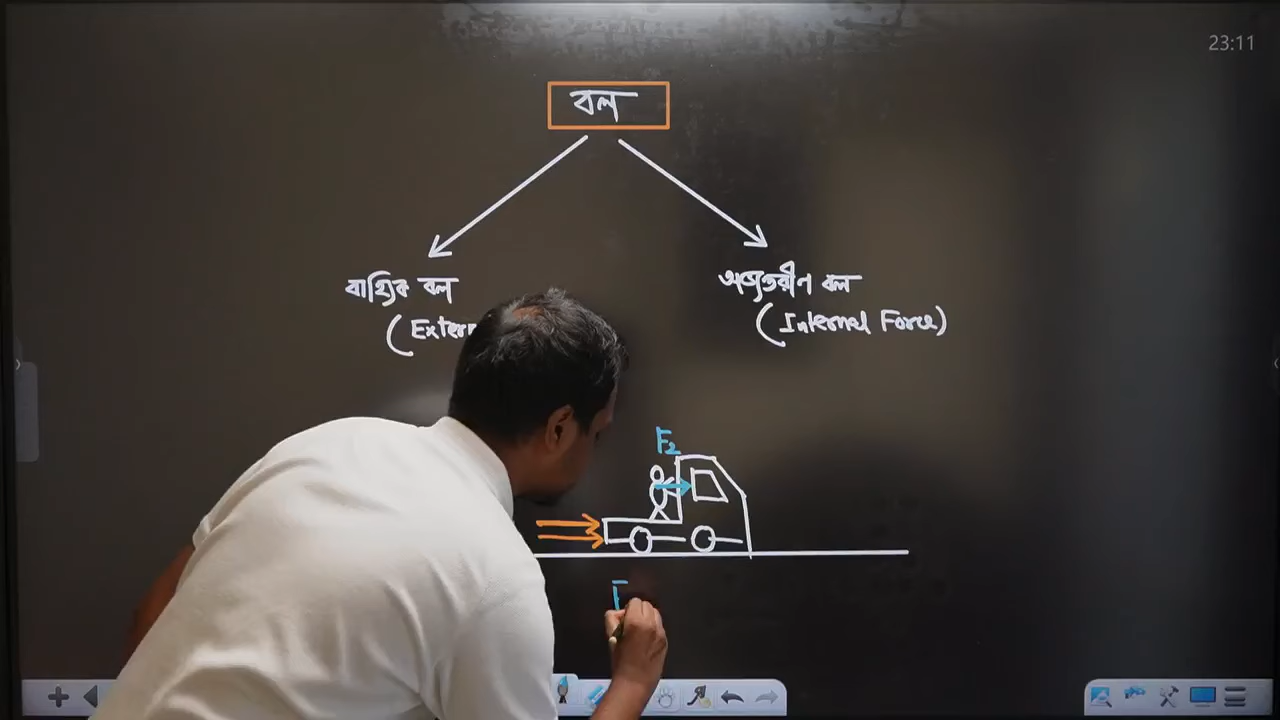 23:11
বল
বাহ্যিক বল
(Extern
অভ্যন্তরীণ বল
(Internal Force)
F₂
F